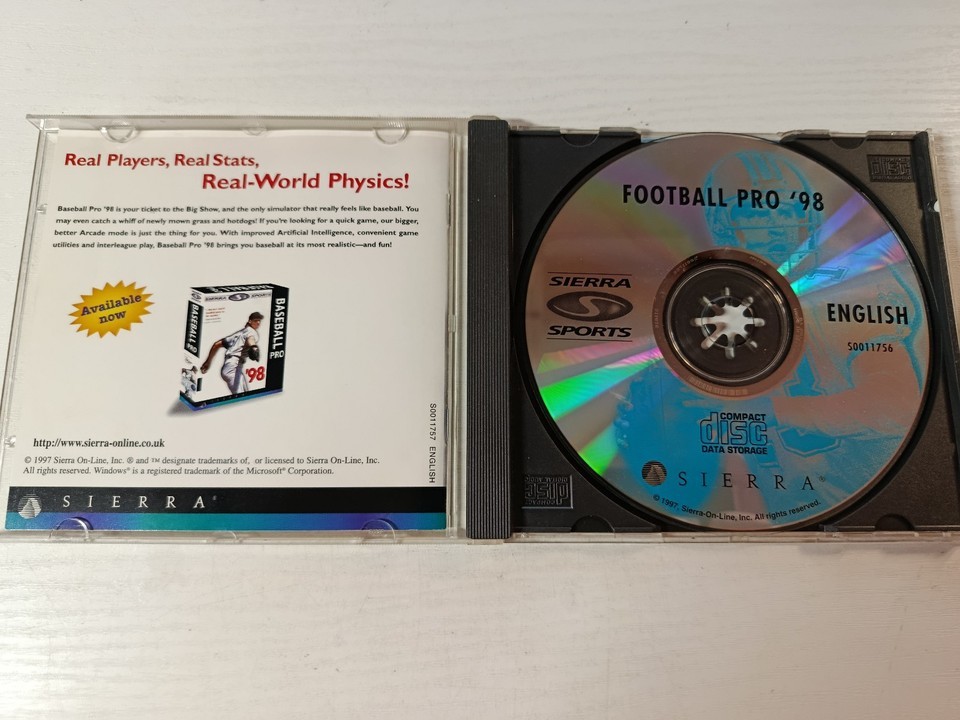 Real Players, Real Stats,
Real-World Physics!
Baseball Pro '98 is your ticket to the Big Show, and the only simulator that really feels like baseball. You
may even catch a whiff of newly mown grass and hotdogs! If you're looking for a quick game, our bigger,
better Arcade mode is just the thing for you. With improved Artificial Intelligence, convenient game
utilities and interleague play, Baseball Pro '98 brings you baseball at its most realistic—and fun!
Available
now
SIERRA SPORTS
BASEBALL PRO
BASEBALL PRO
'98
S0011757 ENGLISH
http://www.sierra-online.co.uk
© 1997 Sierra On-Line, Inc. ® and ™ designate trademarks of, or licensed to Sierra On-Line, Inc.
All rights reserved. Windows® is a registered trademark of the Microsoft® Corporation.
SIERRA®
FOOTBALL PRO '98
SIERRA
SPORTS
ENGLISH
S0011756
COMPACT
disc
DATA STORAGE
SIERRA®
© 1997, Sierra-On-Line, Inc. All rights reserved.